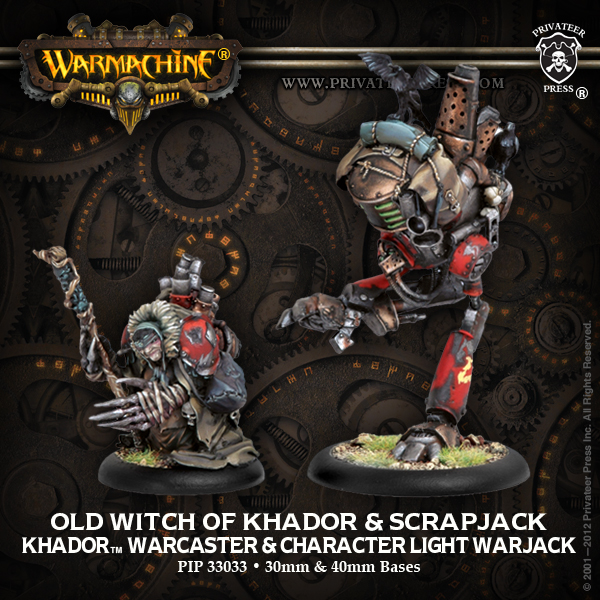 WARMACHINE®
PRIVATEER
PRESS®
OLD WITCH OF KHADOR & SCRAPJACK
KHADOR™ WARCASTER & CHARACTER LIGHT WARJACK
PIP 33033 • 30mm & 40mm Bases
© 2001–2012 Privateer Press Inc. All Rights Reserved.